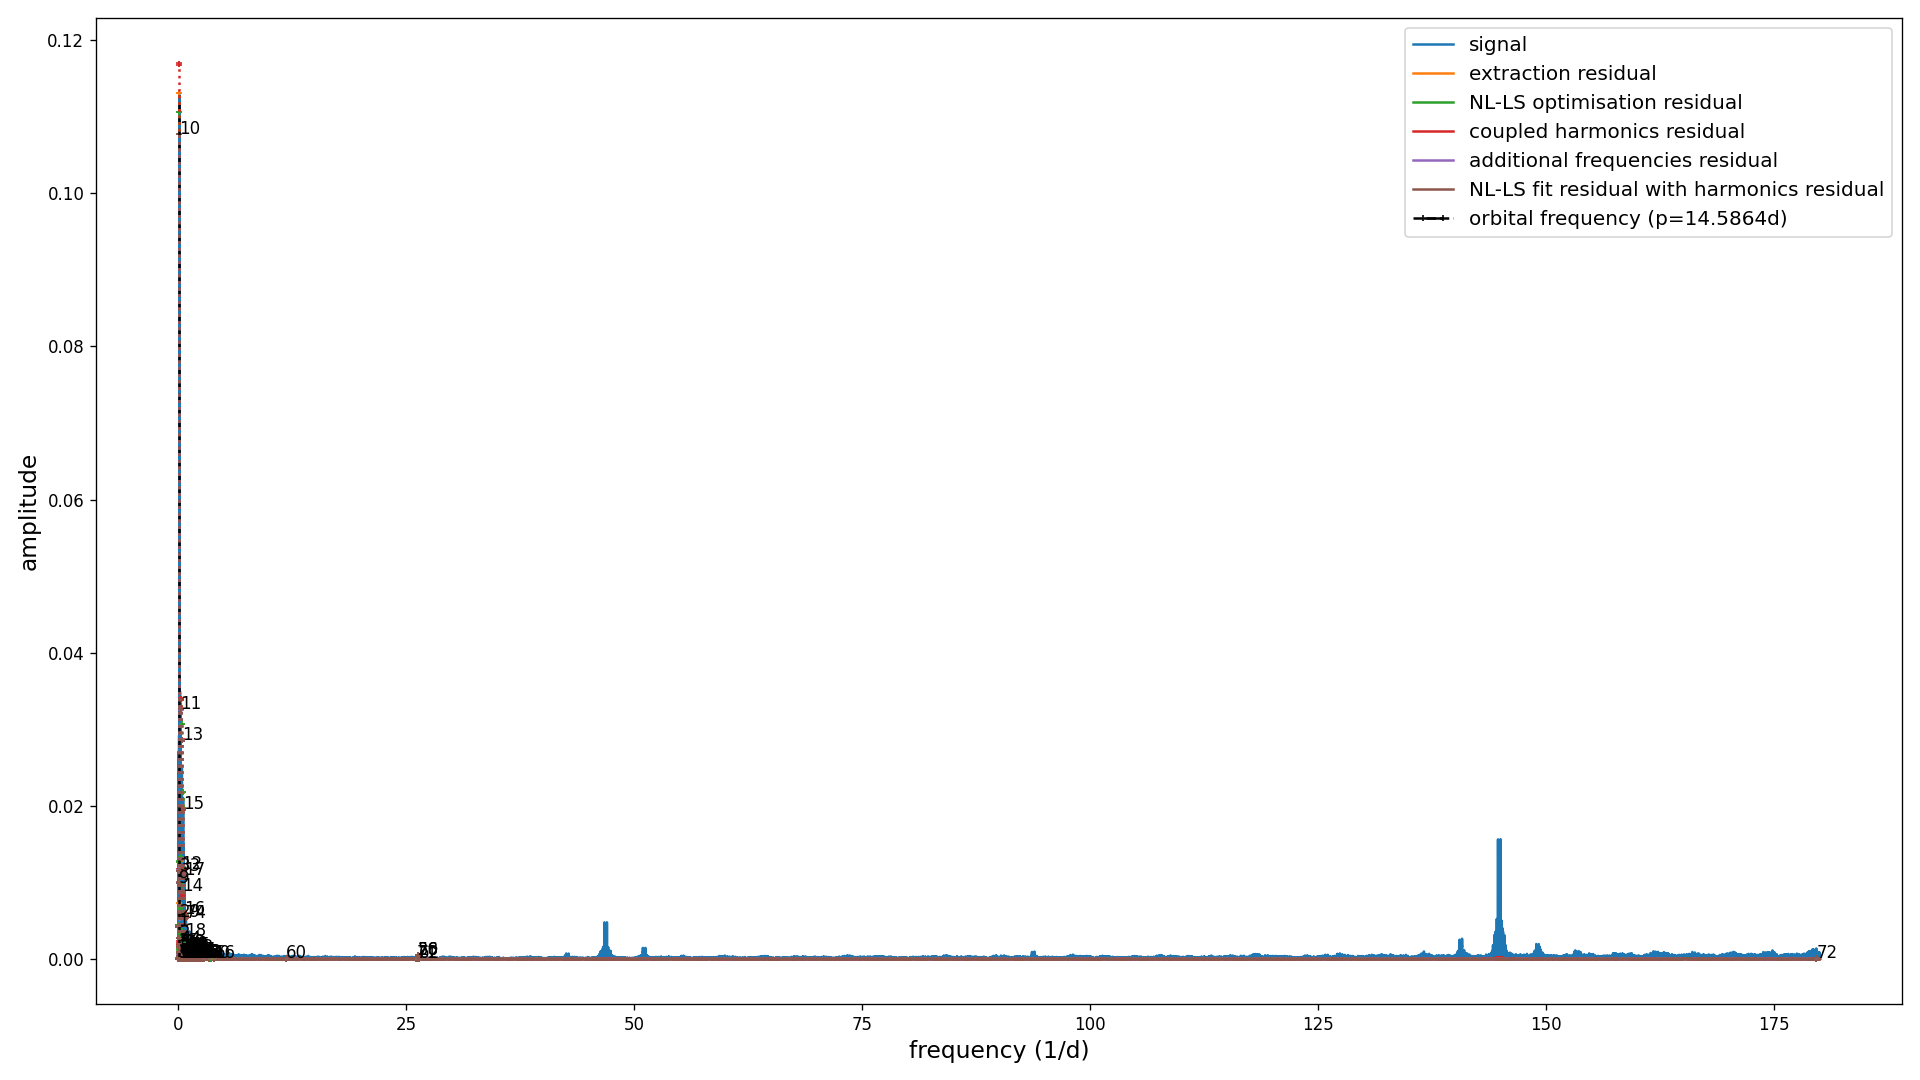 0.12
0.10
0.08
0.06
0.04
0.02
0.00
amplitude
signal
extraction residual
NL-LS optimisation residual
coupled harmonics residual
additional frequencies residual
NL-LS fit residual with harmonics residual
orbital frequency (p=14.5864d)
10
11
13
15
17
14
18
60
72
0 25 50 75 100 125 150 175
frequency (1/d)